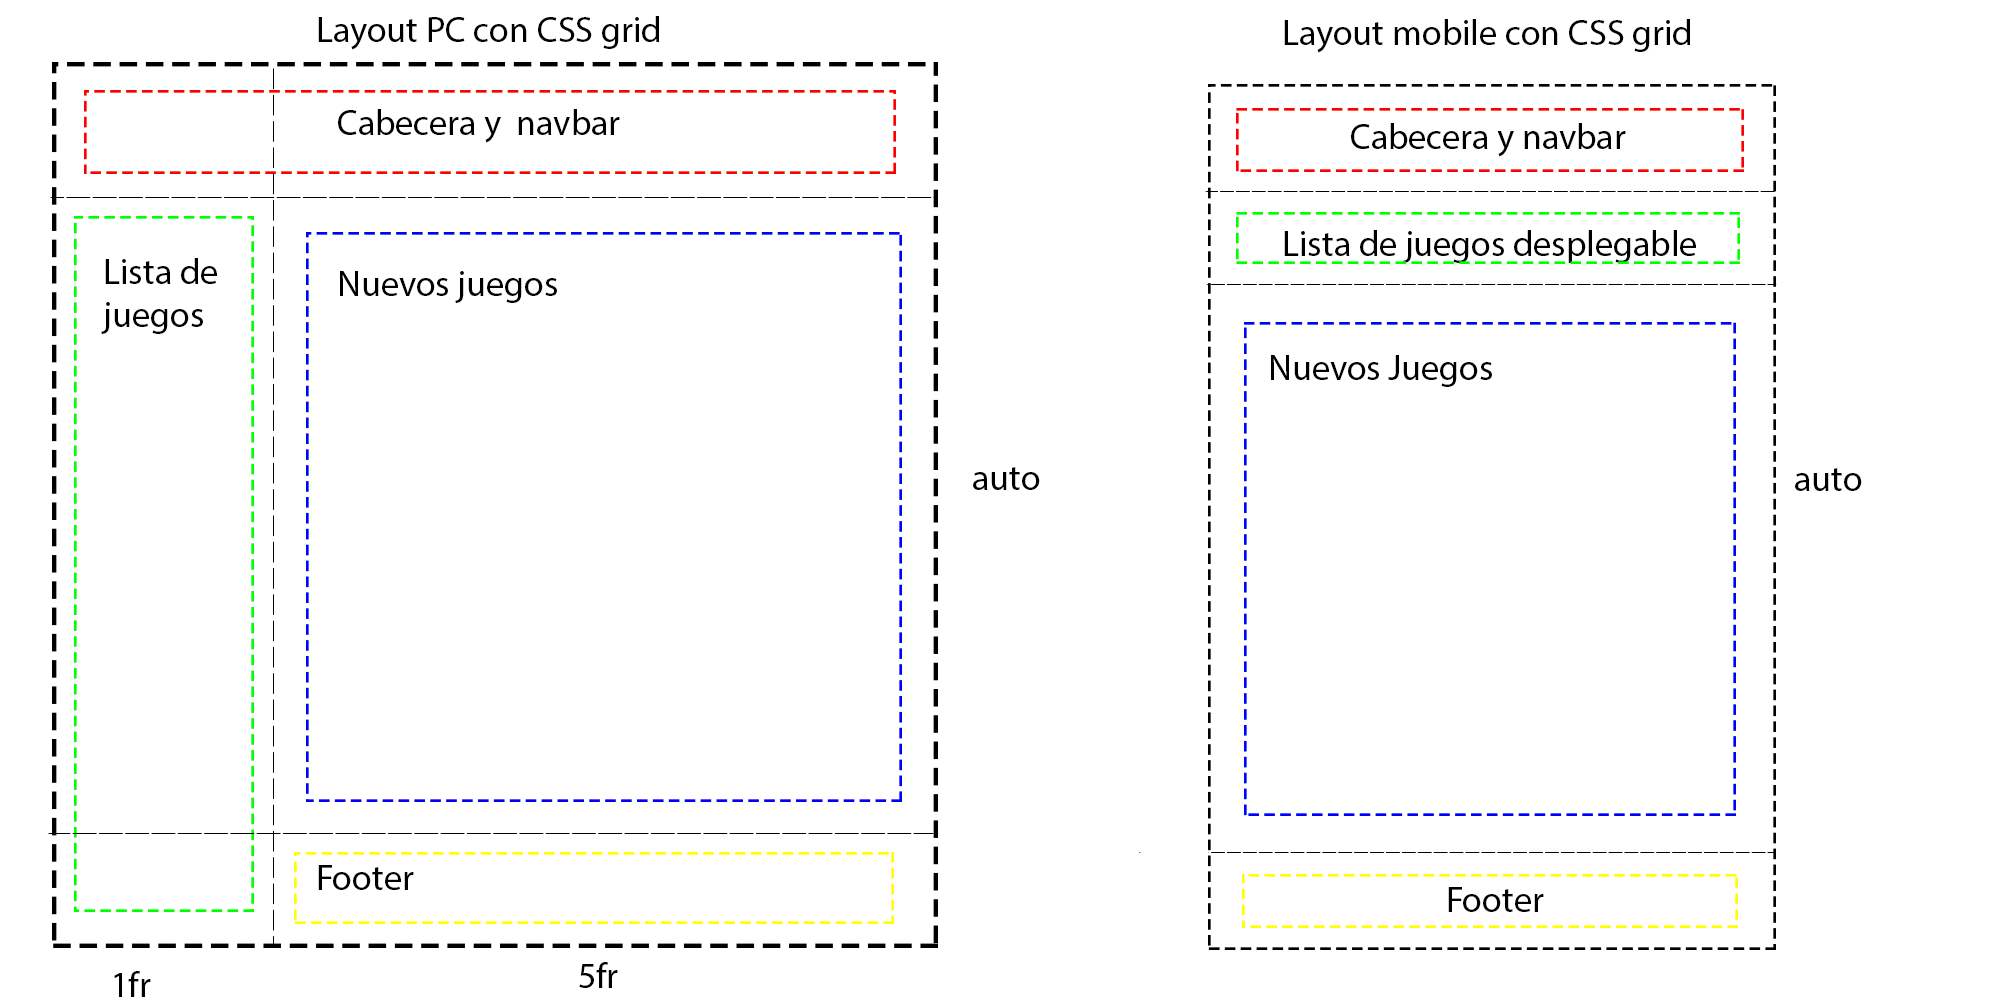 Layout PC con CSS grid
Cabecera y navbar
Lista de
juegos
Nuevos juegos
auto
Footer
1fr
5fr
Layout mobile con CSS grid
Cabecera y navbar
Lista de juegos desplegable
Nuevos Juegos
auto
Footer